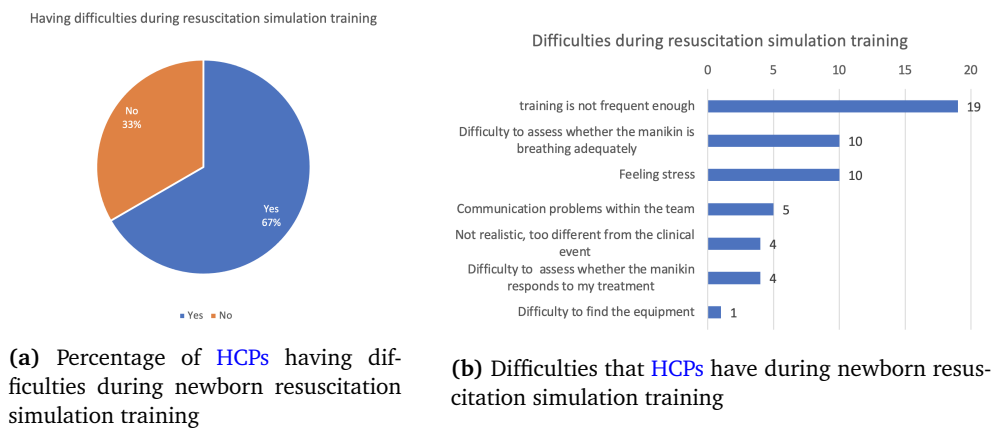 Having difficulties during resuscitation simulation training
No
33%
Yes
67%
Yes No
(a) Percentage of HCPs having dif-
ficulties during newborn resuscitation
simulation training
Difficulties during resuscitation simulation training
0 5 10 15 20
training is not frequent enough 19
Difficulty to assess whether the manikin is
breathing adequately 10
Feeling stress 10
Communication problems within the team 5
Not realistic, too different from the clinical
event 4
Difficulty to assess whether the manikin
responds to my treatment 4
Difficulty to find the equipment 1
(b) Difficulties that HCPs have during newborn resus-
citation simulation training